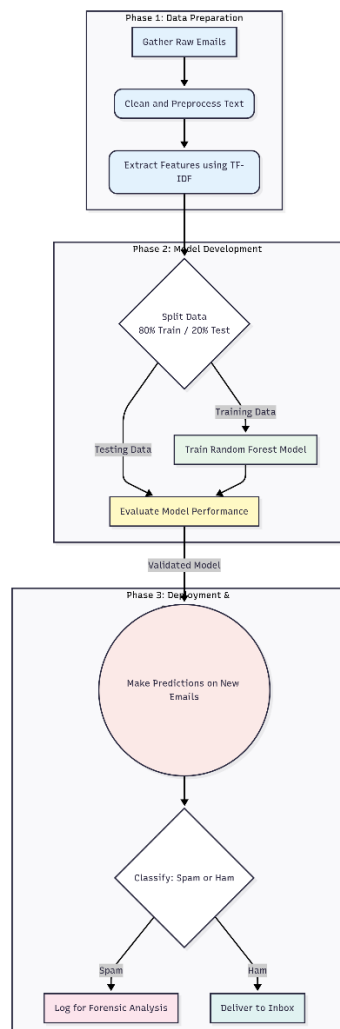 Phase 1: Data Preparation
Gather Raw Emails
Clean and Preprocess Text
Extract Features using TF-
IDF
Phase 2: Model Development
Split Data
80% Train / 20% Test
Training Data
Testing Data
Train Random Forest Model
Evaluate Model Performance
Validated Model
Phase 3: Deployment &
Make Predictions on New
Emails
Classify: Spam or Ham
Spam
Ham
Log for Forensic Analysis
Deliver to Inbox